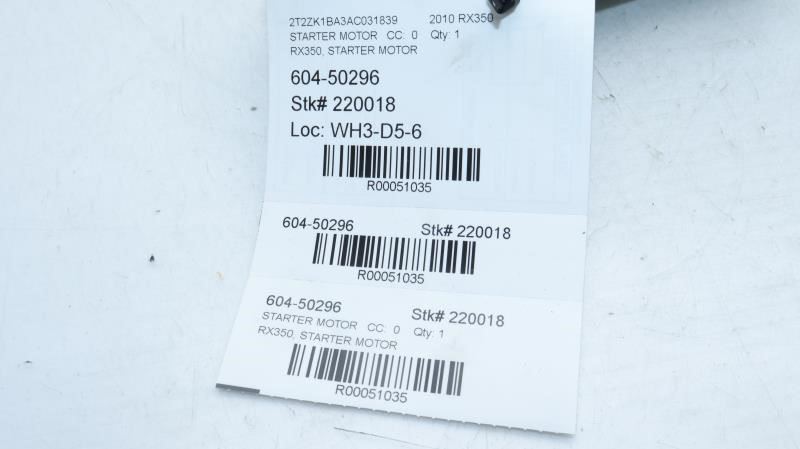 2T2ZK1BA3AC031839 2010 RX350
STARTER MOTOR CC: 0 Qty: 1
RX350, STARTER MOTOR
604-50296
Stk# 220018
Loc: WH3-D5-6
R00051035
604-50296 Stk# 220018
R00051035
604-50296 Stk# 220018
STARTER MOTOR CC: 0 Qty: 1
RX350, STARTER MOTOR
R00051035